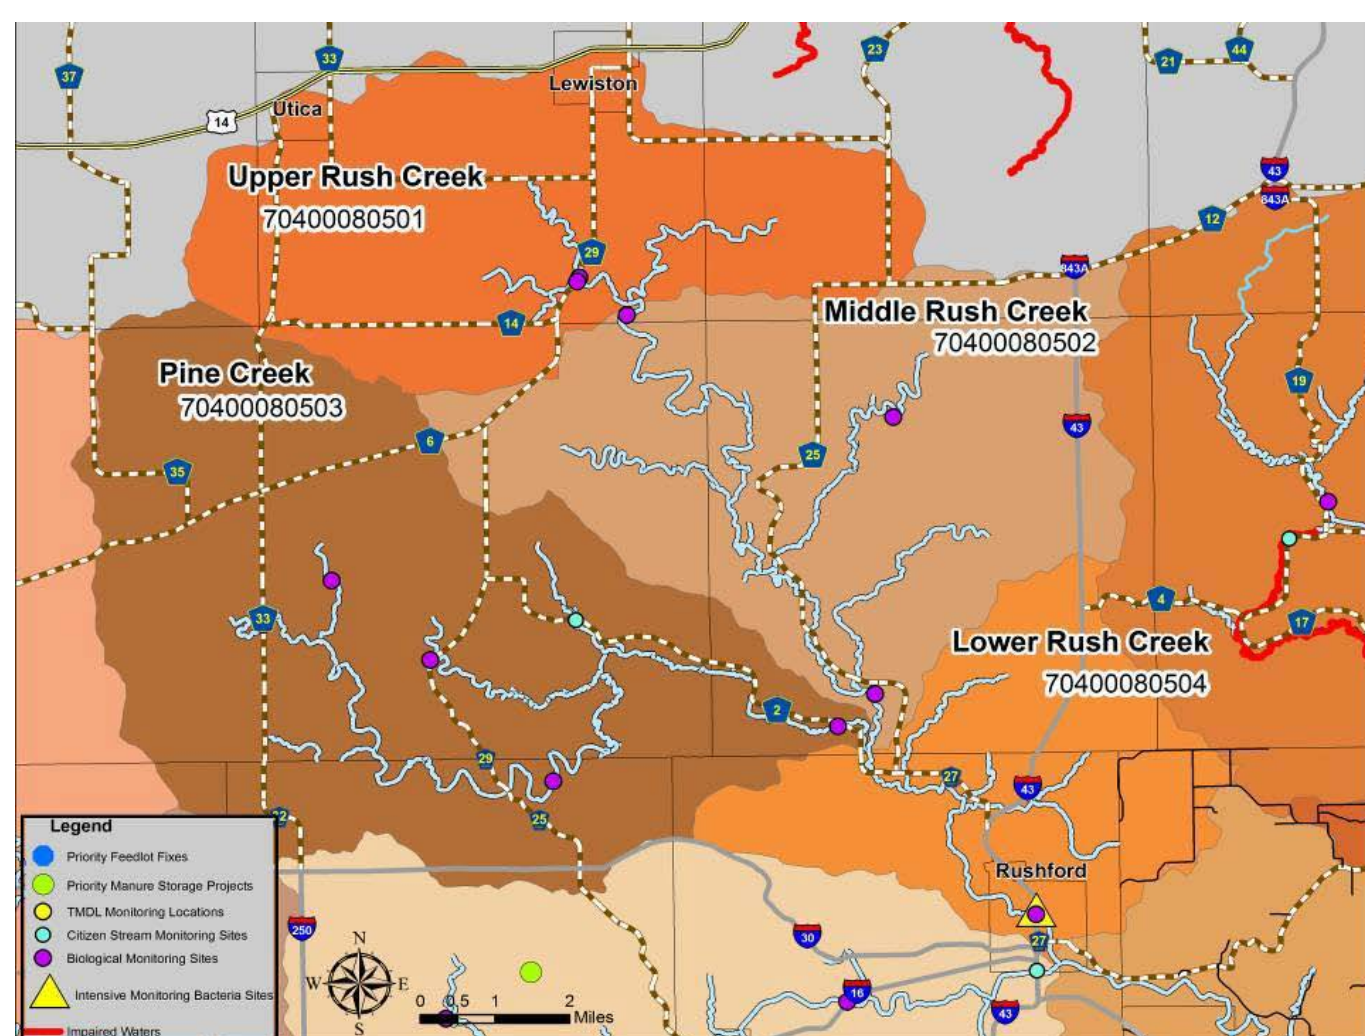 37
33
23
21
44
Lewiston
Utica
14
43
843A
12
Upper Rush Creek
70400080501
29
843A
14
Middle Rush Creek
70400080502
Pine Creek
70400080503
19
43
6
25
35
33
4
17
Lower Rush Creek
70400080504
2
29
27
43
25
Legend
Priority Feedlot Fixes
Priority Manure Storage Projects
TMDL Monitoring Locations
Citizen Stream Monitoring Sites
Biological Monitoring Sites
Intensive Monitoring Bacteria Sites
Impaired Waters
Rushford
250
30
27
N
W E
S
16
43
0 0.5 1 2
Miles